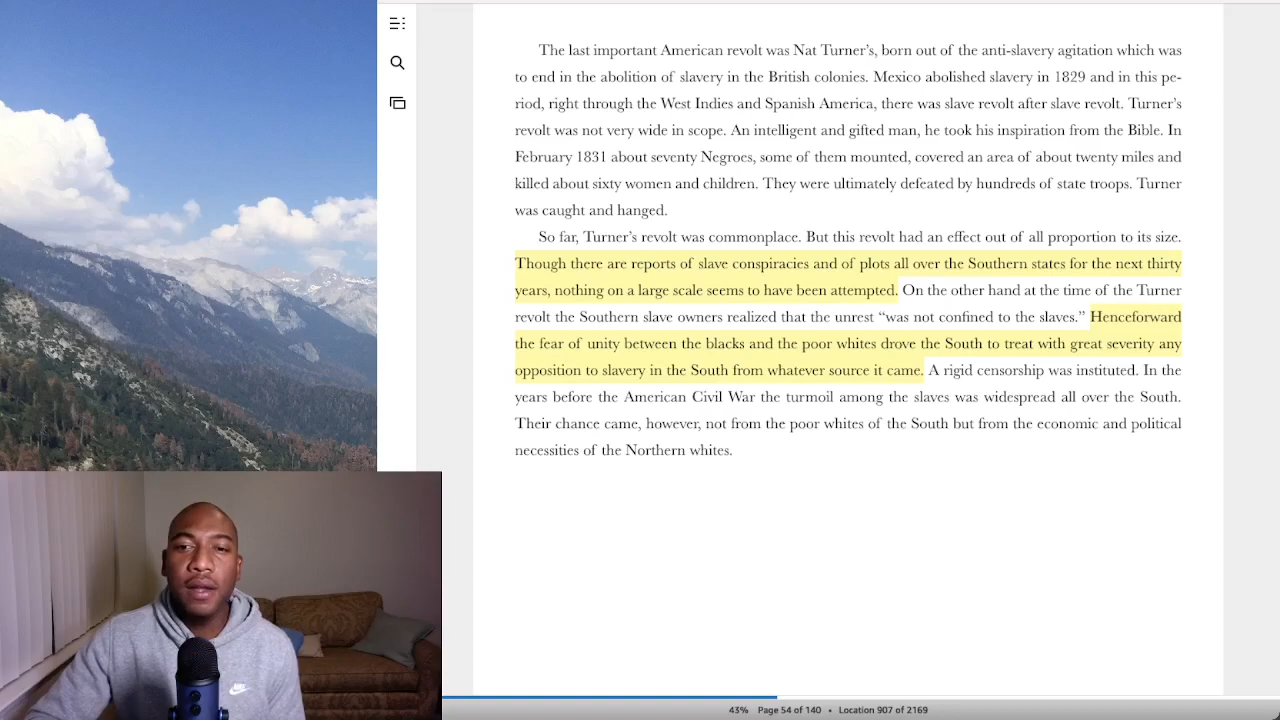 The last important American revolt was Nat Turner’s, born out of the anti-slavery agitation which was
to end in the abolition of slavery in the British colonies. Mexico abolished slavery in 1829 and in this pe-
riod, right through the West Indies and Spanish America, there was slave revolt after slave revolt. Turner’s
revolt was not very wide in scope. An intelligent and gifted man, he took his inspiration from the Bible. In
February 1831 about seventy Negroes, some of them mounted, covered an area of about twenty miles and
killed about sixty women and children. They were ultimately defeated by hundreds of state troops. Turner
was caught and hanged.
So far, Turner’s revolt was commonplace. But this revolt had an effect out of all proportion to its size.
Though there are reports of slave conspiracies and of plots all over the Southern states for the next thirty
years, nothing on a large scale seems to have been attempted. On the other hand at the time of the Turner
revolt the Southern slave owners realized that the unrest “was not confined to the slaves.” Henceforward
the fear of unity between the blacks and the poor whites drove the South to treat with great severity any
opposition to slavery in the South from whatever source it came. A rigid censorship was instituted. In the
years before the American Civil War the turmoil among the slaves was widespread all over the South.
Their chance came, however, not from the poor whites of the South but from the economic and political
necessities of the Northern whites.
43% Page 54 of 140 • Location 907 of 2169